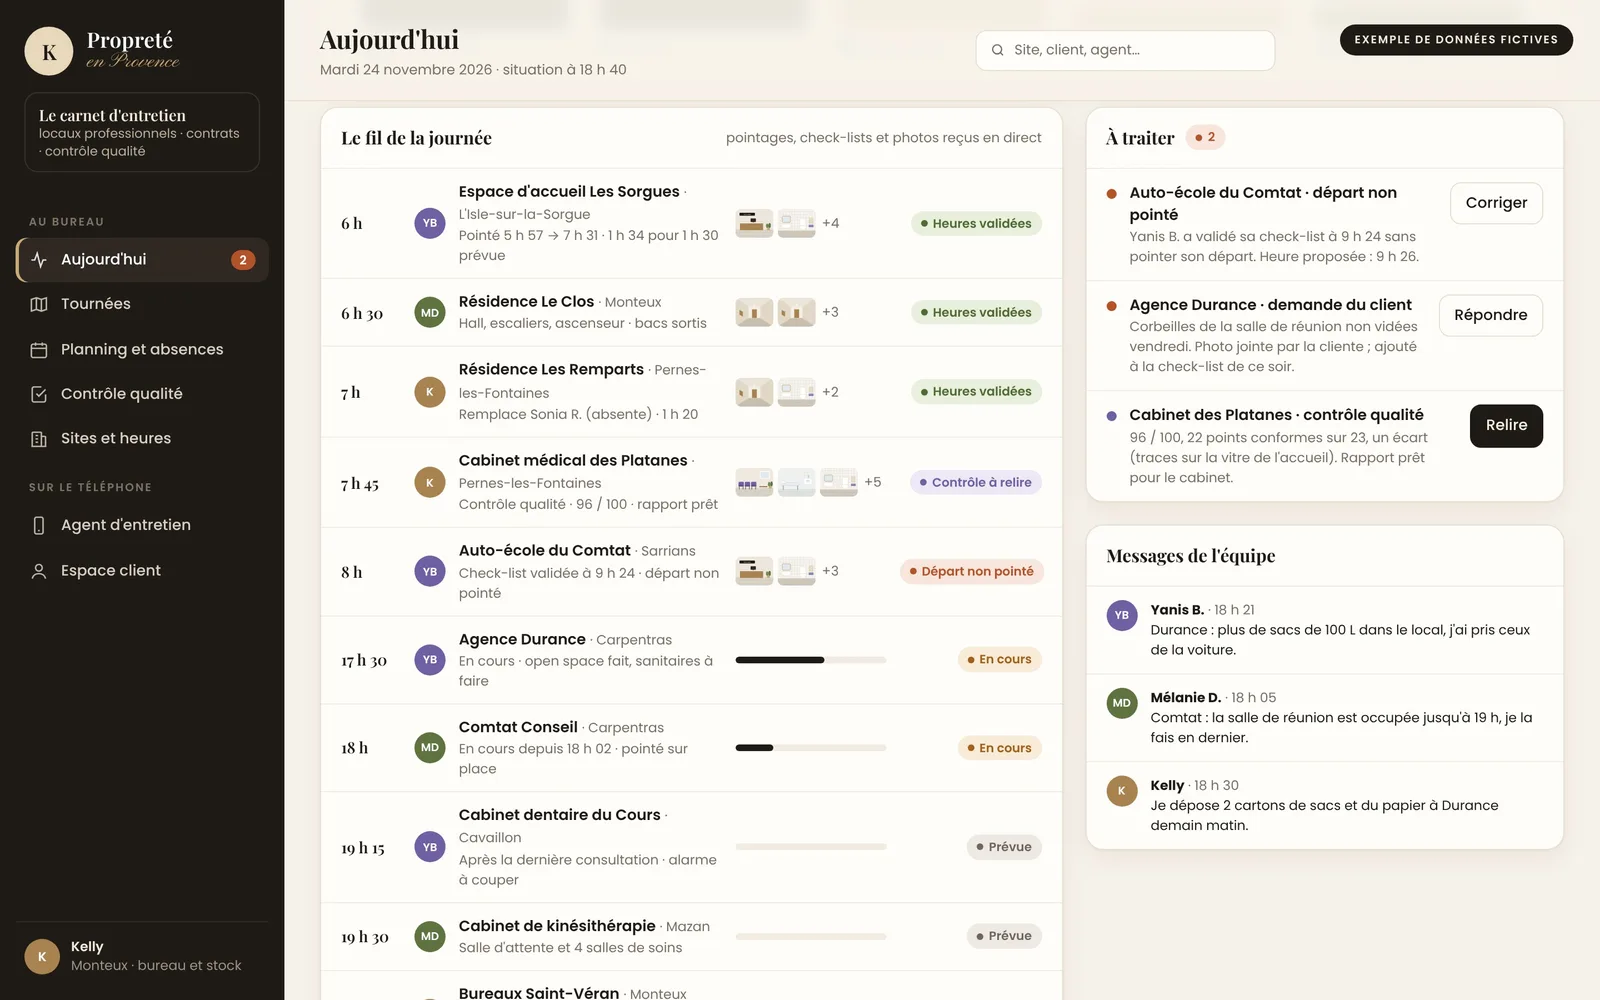 K
Propreté
en Provence
Le carnet d'entretien
locaux professionnels · contrats
· contrôle qualité
AU BUREAU
Aujourd'hui
2
Tournées
Planning et absences
Contrôle qualité
Sites et heures
SUR LE TÉLÉPHONE
Agent d'entretien
Espace client
K
Kelly
Monteux · bureau et stock
Aujourd'hui
Mardi 24 novembre 2026 · situation à 18 h 40
Site, client, agent…
EXEMPLE DE DONNÉES FICTIVES
Le fil de la journée
pointages, check-lists et photos reçus en direct
6 h
YB
Espace d'accueil Les Sorgues ·
L'Isle-sur-la-Sorgue
Pointé 5 h 57 → 7 h 31 · 1 h 34 pour 1 h 30
prévue
+4
Heures validées
6 h 30
MD
Résidence Le Clos · Monteux
Hall, escaliers, ascenseur · bacs sortis
+3
Heures validées
7 h
K
Résidence Les Remparts · Pernes-
les-Fontaines
Remplace Sonia R. (absente) · 1 h 20
+2
Heures validées
7 h 45
K
Cabinet médical des Platanes ·
Pernes-les-Fontaines
Contrôle qualité · 96 / 100 · rapport prêt
+5
Contrôle à relire
8 h
YB
Auto-école du Comtat · Sarrians
Check-list validée à 9 h 24 · départ non
pointé
+3
Départ non pointé
17 h 30
YB
Agence Durance · Carpentras
En cours · open space fait, sanitaires à
faire
En cours
18 h
MD
Comtat Conseil · Carpentras
En cours depuis 18 h 02 · pointé sur
place
En cours
19 h 15
YB
Cabinet dentaire du Cours ·
Cavaillon
Après la dernière consultation · alarme
à couper
Prévue
19 h 30
MD
Cabinet de kinésithérapie · Mazan
Salle d'attente et 4 salles de soins
Prévue
Bureaux Saint-Véran · Monteux
À traiter
2
Auto-école du Comtat · départ non
pointé
Yanis B. a validé sa check-list à 9 h 24 sans
pointer son départ. Heure proposée : 9 h 26.
Corriger
Agence Durance · demande du client
Corbeilles de la salle de réunion non vidées
vendredi. Photo jointe par la cliente ; ajouté
à la check-list de ce soir.
Répondre
Cabinet des Platanes · contrôle qualité
96 / 100, 22 points conformes sur 23, un écart
(traces sur la vitre de l'accueil). Rapport prêt
pour le cabinet.
Relire
Messages de l'équipe
YB
Yanis B. · 18 h 21
Durance : plus de sacs de 100 L dans le local, j'ai pris ceux
de la voiture.
MD
Mélanie D. · 18 h 05
Comtat : la salle de réunion est occupée jusqu'à 19 h, je la
fais en dernier.
K
Kelly · 18 h 30
Je dépose 2 cartons de sacs et du papier à Durance
demain matin.